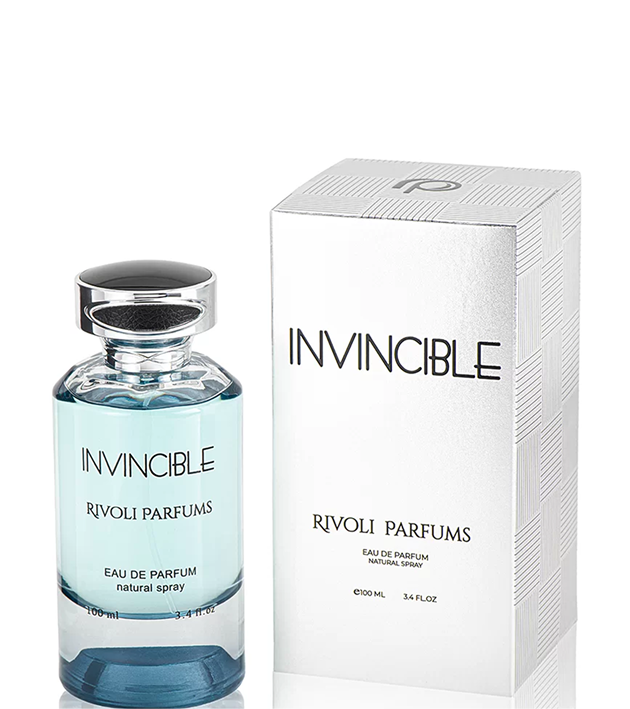 INVINCIBLE
RIVOLI PARFUMS
EAU DE PARFUM
natural spray
100 ml 3.4 fl.oz
rp
INVINCIBLE
RIVOLI PARFUMS
EAU DE PARFUM
NATURAL SPRAY
℮100 ML 3.4 FL.OZ